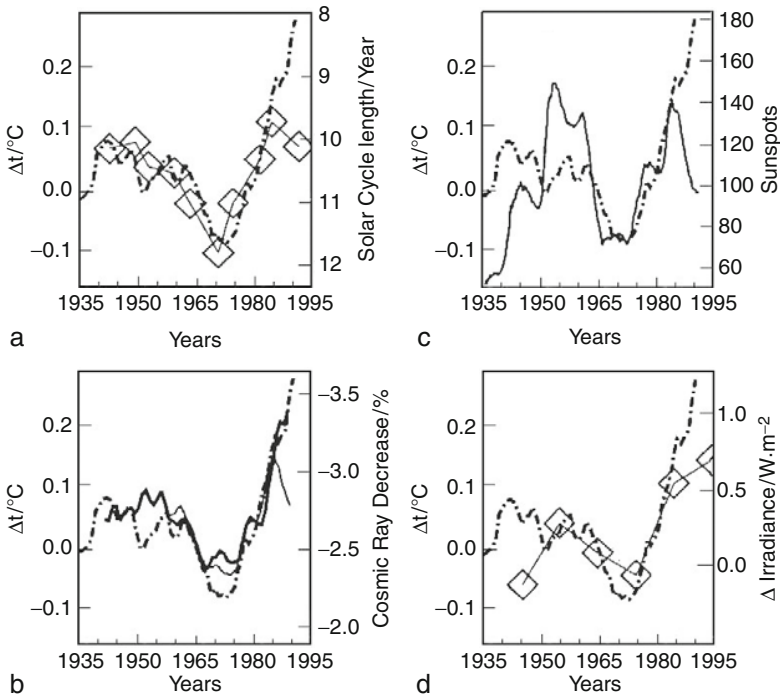 8
9
10
11
12
0.2
0.1
0.0
−0.1
Δt/°C
Solar Cycle length/Year
1935 1950 1965 1980 1995
a
Years
180
160
140
120
100
80
60
0.2
0.1
0.0
−0.1
Δt/°C
Sunspots
1935 1950 1965 1980 1995
c
Years
−3.5
−3.0
−2.5
−2.0
0.2
0.1
0.0
−0.1
Δt/°C
Cosmic Ray Decrease/%
1935 1950 1965 1980 1995
b
Years
1.0
0.5
0.0
0.2
0.1
0.0
−0.1
Δt/°C
Δ Irradiance/W·m−2
1935 1950 1965 1980 1995
d
Years